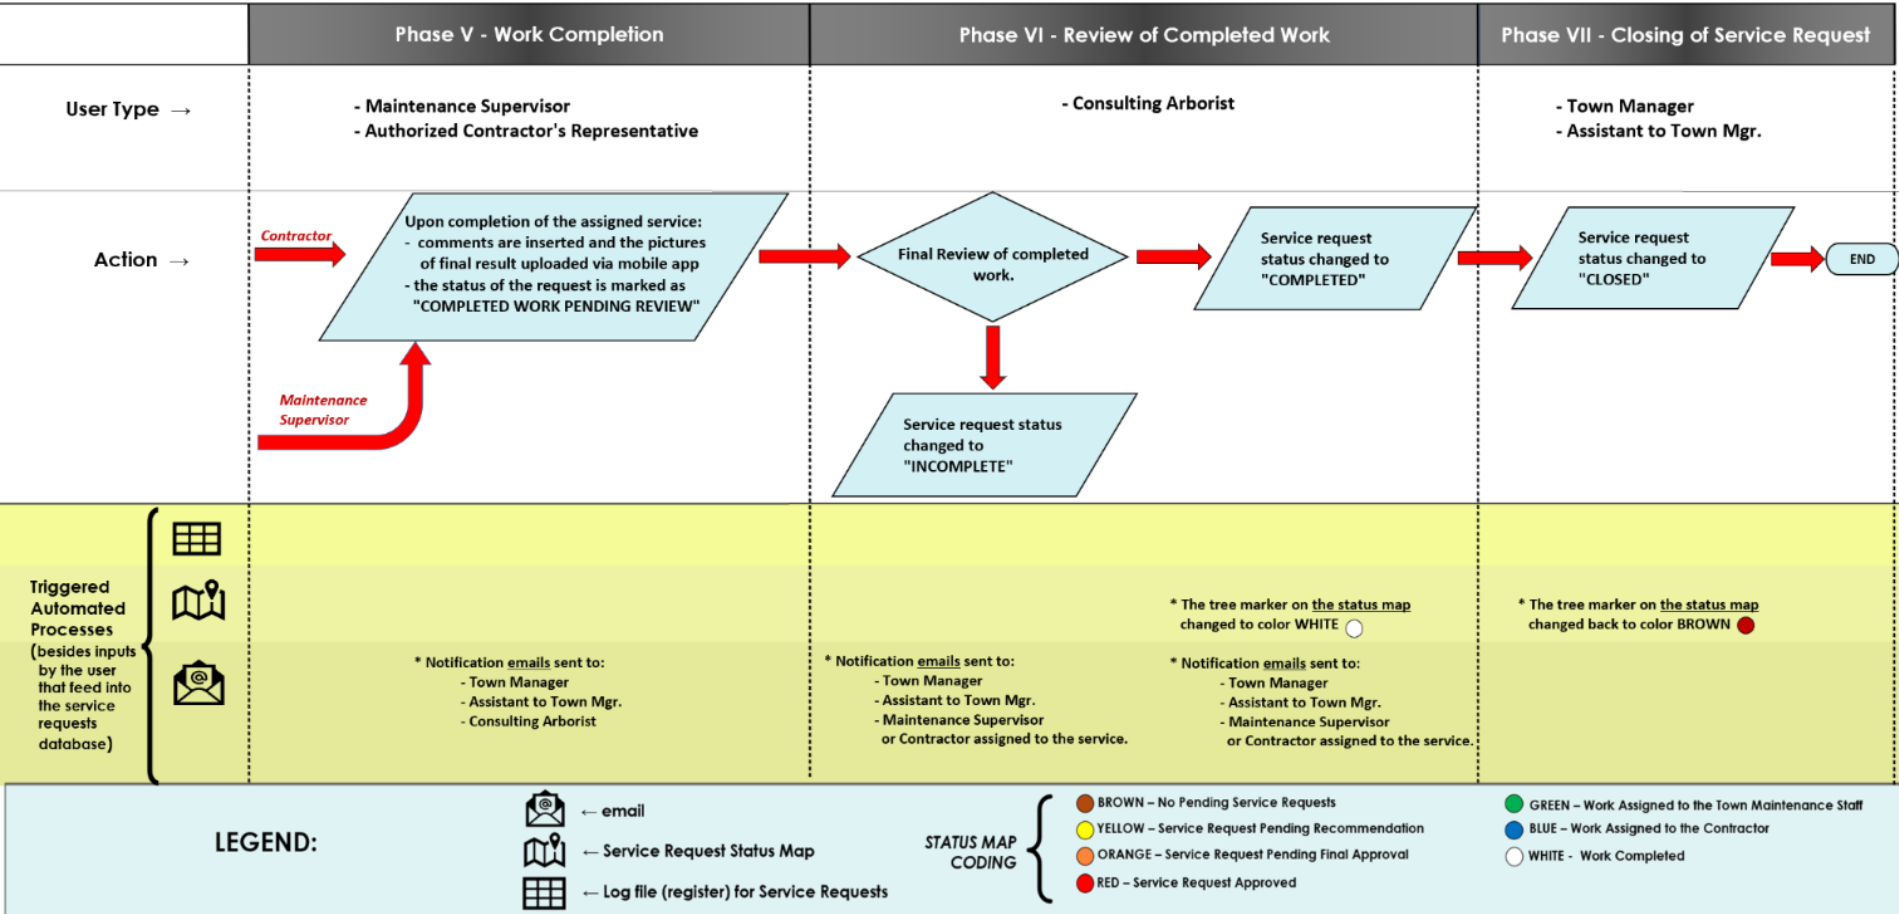 Phase V - Work Completion
Phase VI - Review of Completed Work
Phase VII - Closing of Service Request
User Type →
- Maintenance Supervisor
- Authorized Contractor's Representative
- Consulting Arborist
- Town Manager
- Assistant to Town Mgr.
Action →
Contractor
Upon completion of the assigned service:
- comments are inserted and the pictures
of final result uploaded via mobile app
- the status of the request is marked as
"COMPLETED WORK PENDING REVIEW"
Maintenance
Supervisor
Final Review of completed
work.
Service request
status changed to
"COMPLETED"
Service request status
changed to
"INCOMPLETE"
Service request
status changed to
"CLOSED"
END
Triggered
Automated
Processes
(besides inputs
by the user
that feed into
the service
requests
database)
* The tree marker on the status map
changed to color WHITE
* The tree marker on the status map
changed back to color BROWN
* Notification emails sent to:
- Town Manager
- Assistant to Town Mgr.
- Consulting Arborist
* Notification emails sent to:
- Town Manager
- Assistant to Town Mgr.
- Maintenance Supervisor
or Contractor assigned to the service.
* Notification emails sent to:
- Town Manager
- Assistant to Town Mgr.
- Maintenance Supervisor
or Contractor assigned to the service.
LEGEND:
@ ← email
← Service Request Status Map
← Log file (register) for Service Requests
STATUS MAP
CODING
BROWN – No Pending Service Requests
YELLOW – Service Request Pending Recommendation
ORANGE – Service Request Pending Final Approval
RED – Service Request Approved
GREEN – Work Assigned to the Town Maintenance Staff
BLUE – Work Assigned to the Contractor
WHITE - Work Completed